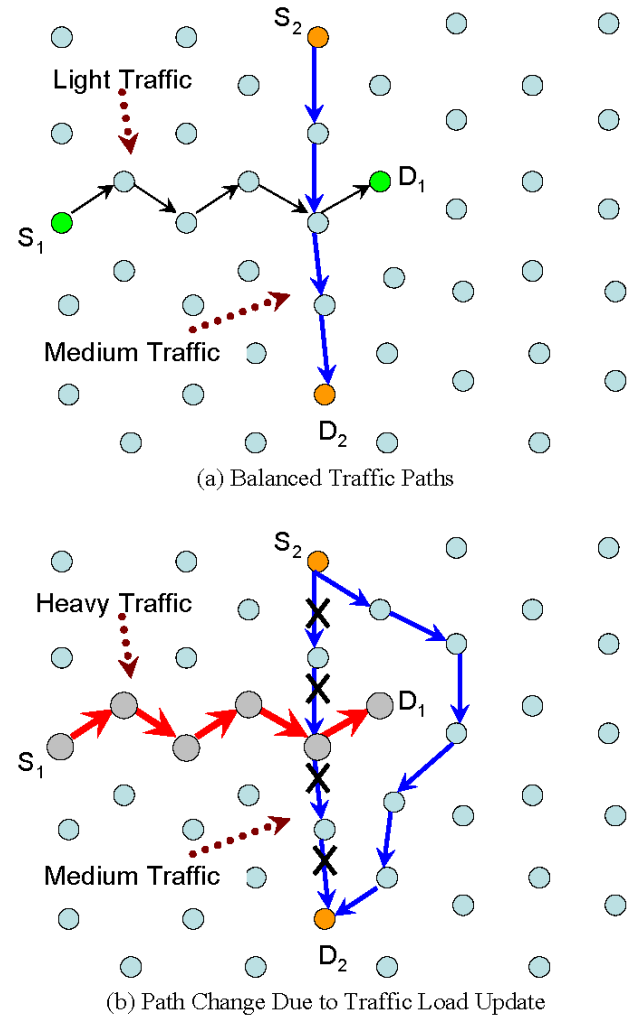 S₂
Light Traffic
D₁
S₁
Medium Traffic
D₂
(a) Balanced Traffic Paths
S₂
Heavy Traffic
D₁
S₁
Medium Traffic
D₂
(b) Path Change Due to Traffic Load Update